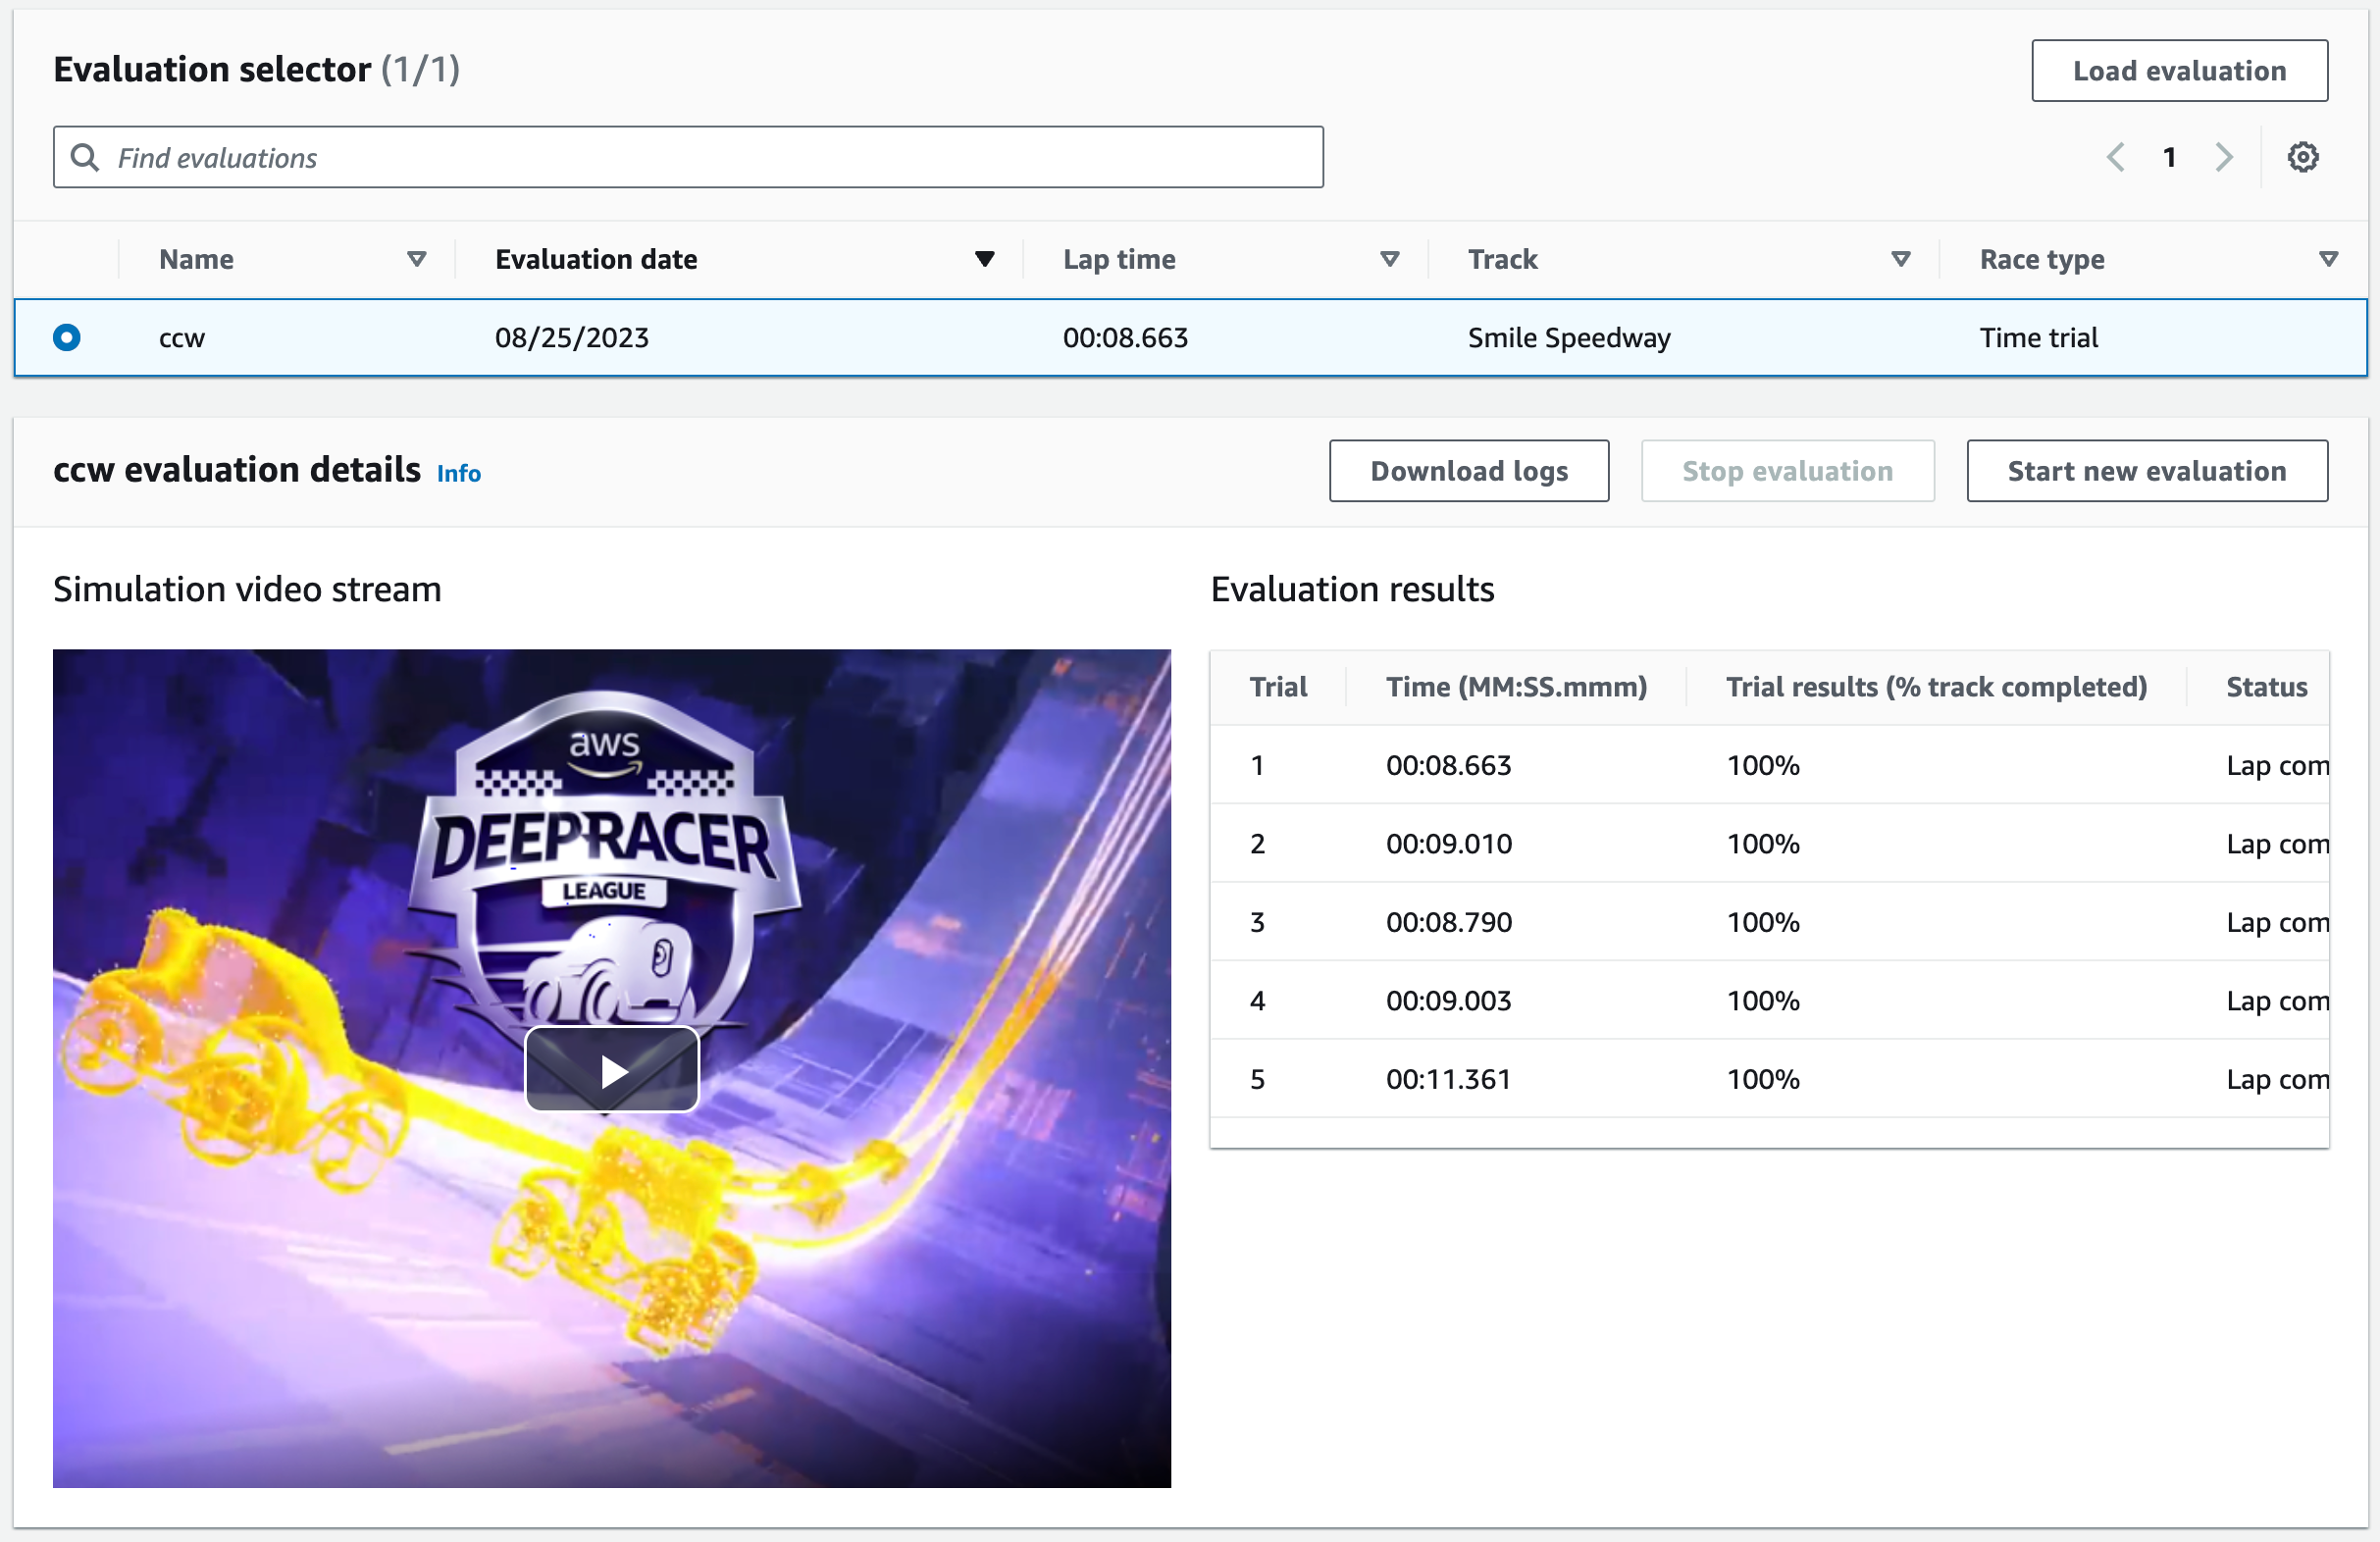 Evaluation selector (1/1)
Load evaluation
Find evaluations
1
Name Evaluation date Lap time Track Race type
ccw 08/25/2023 00:08.663 Smile Speedway Time trial
ccw evaluation details Info
Download logs Stop evaluation Start new evaluation
Simulation video stream
aws
DEEPRACER
LEAGUE
Evaluation results
Trial Time (MM:SS.mmm) Trial results (% track completed) Status
1 00:08.663 100% Lap com
2 00:09.010 100% Lap com
3 00:08.790 100% Lap com
4 00:09.003 100% Lap com
5 00:11.361 100% Lap com